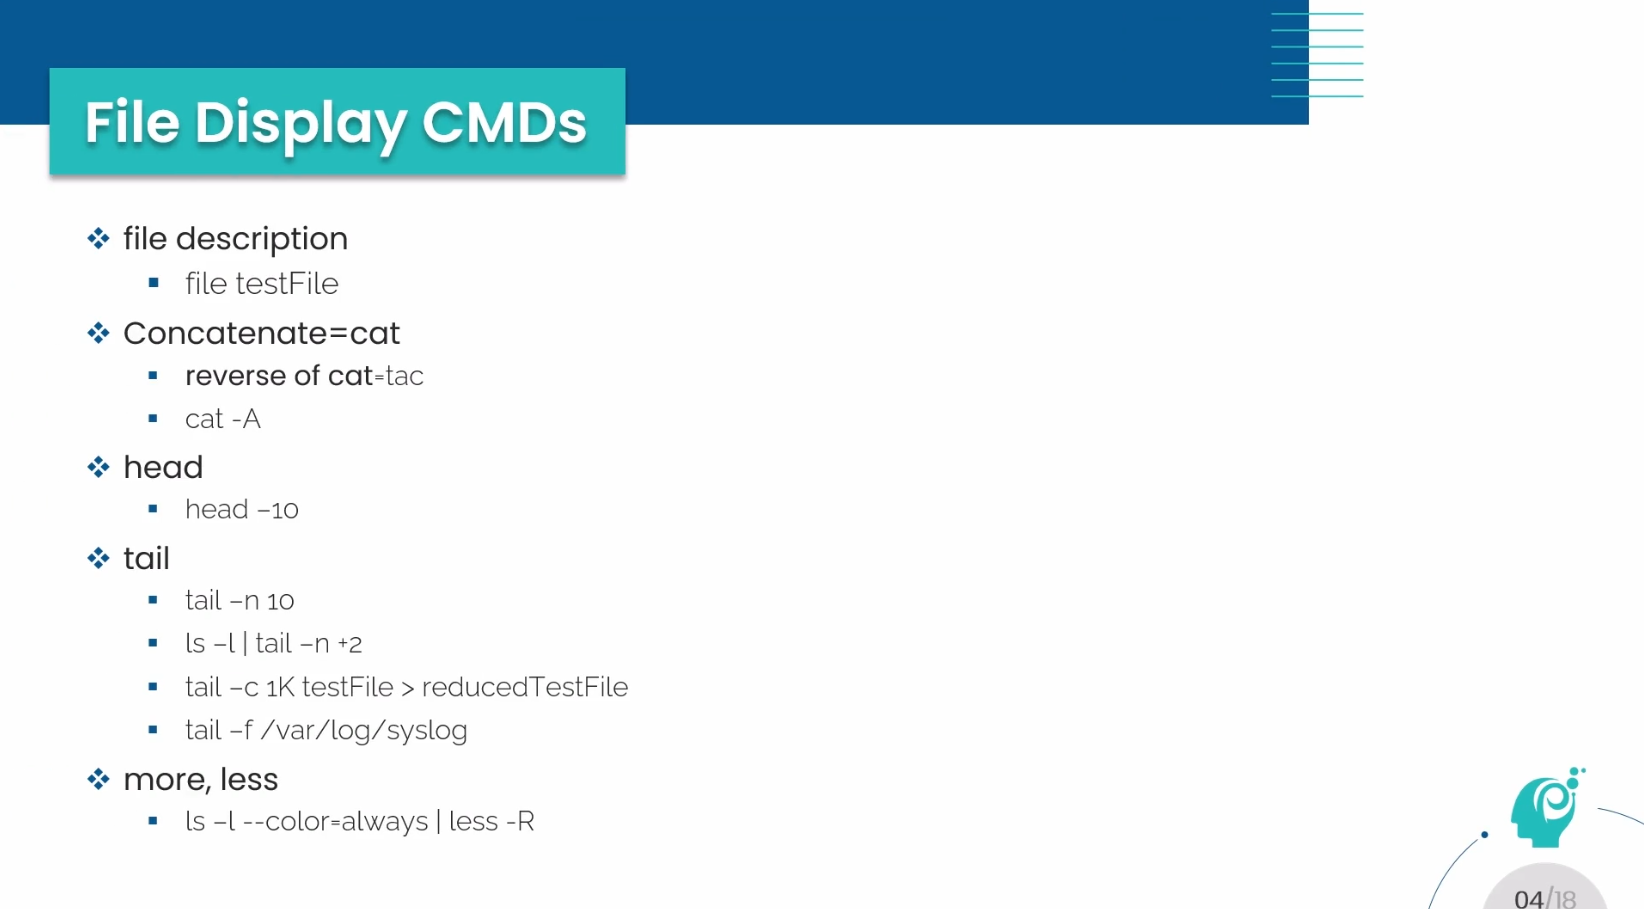 File Display CMDs
file description
file testFile
Concatenate=cat
reverse of cat=tac
cat -A
head
head –10
tail
tail –n 10
ls –l | tail –n +2
tail –c 1K testFile > reducedTestFile
tail –f /var/log/syslog
more, less
ls –l --color=always | less -R
04/18